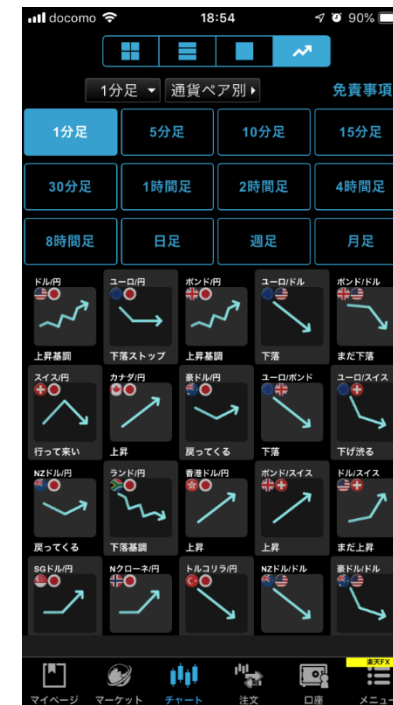 docomo 18:54 90%
1分足 通貨ペア別 免責事項
1分足 5分足 10分足 15分足
30分足 1時間足 2時間足 4時間足
8時間足 日足 週足 月足
ドル/円 ユーロ/円 ポンド/円 ユーロ/ドル ポンド/ドル
上昇基調 下落ストップ 上昇基調 下落 まだ下落
スイス/円 カナダ/円 豪ドル/円 ユーロ/ポンド ユーロ/スイス
行って来い 上昇 戻ってくる 下落 下げ渋る
NZドル/円 ランド/円 香港ドル/円 ポンド/スイス ドル/スイス
戻ってくる 下落基調 上昇 上昇 まだ上昇
SGドル/円 Nクローネ/円 トルコリラ/円 NZドル/ドル 豪ドル/ドル
楽天FX
マイページ マーケット チャート 注文 口座 メニュー